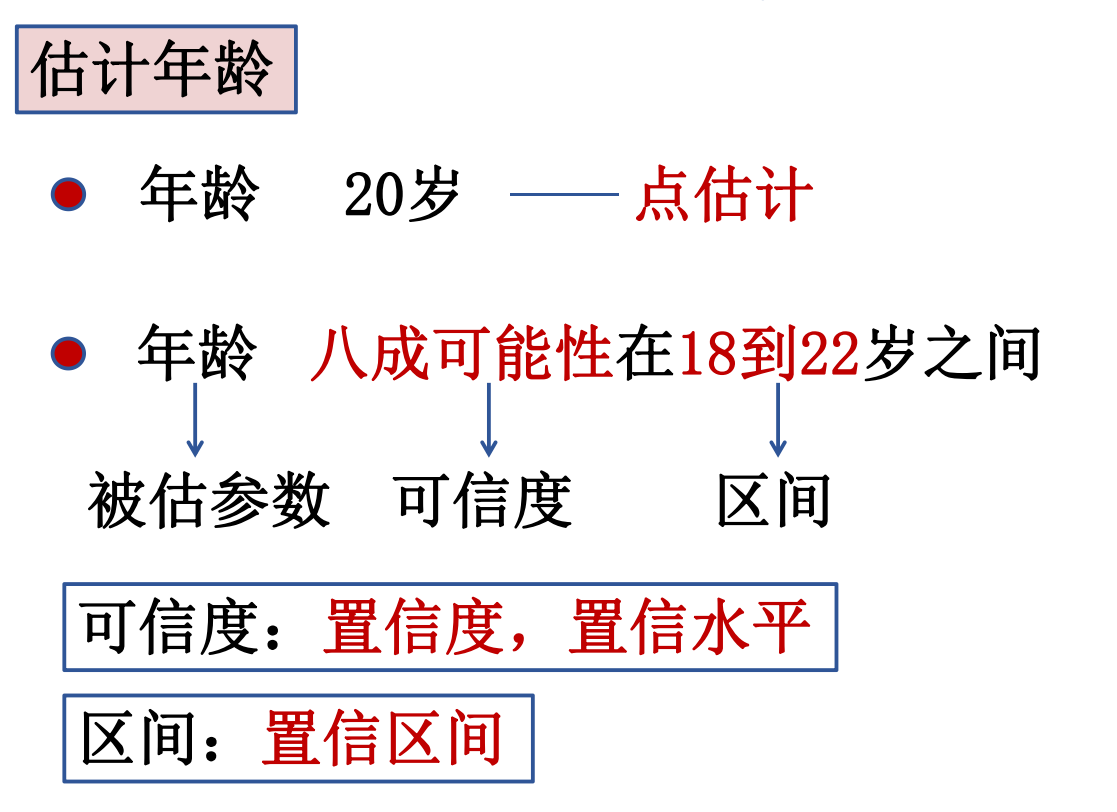 估计年龄
年龄 20岁 —— 点估计
年龄 八成可能性在18到22岁之间
被估参数 可信度 区间
可信度：置信度，置信水平
区间：置信区间